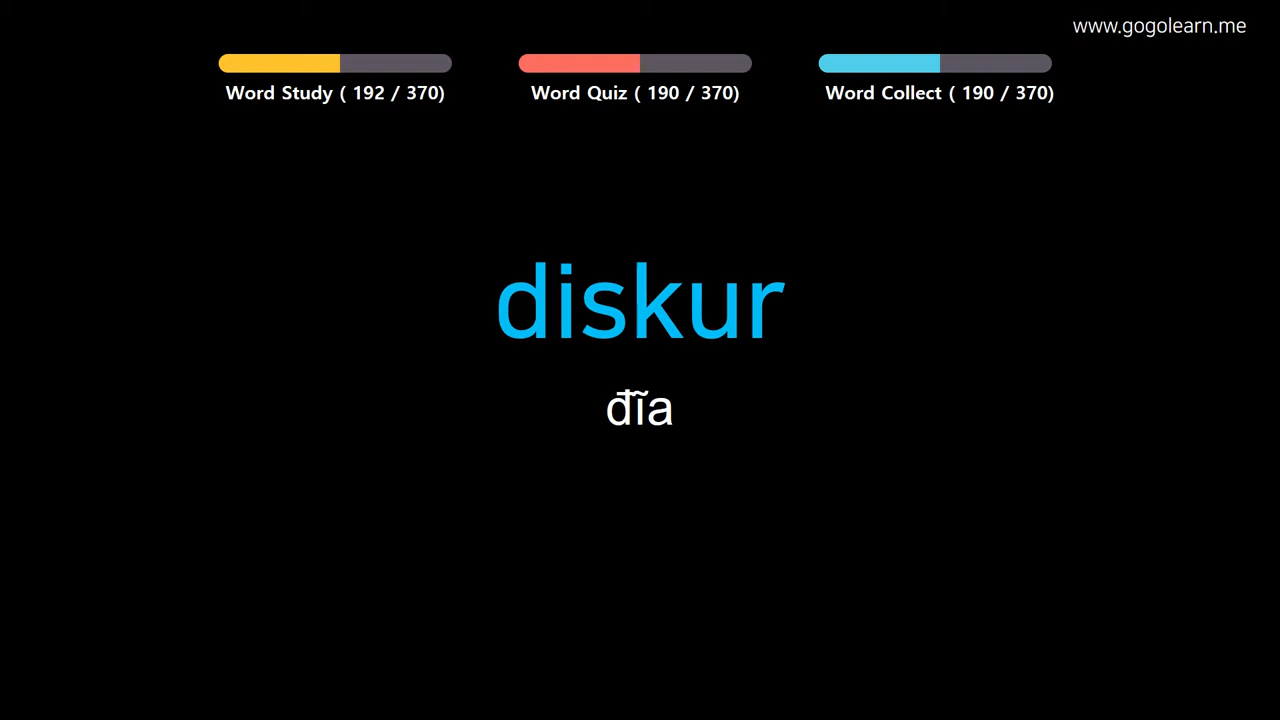 www.gogolearn.me
Word Study ( 192 / 370)
Word Quiz ( 190 / 370)
Word Collect ( 190 / 370)
diskur
đĩa